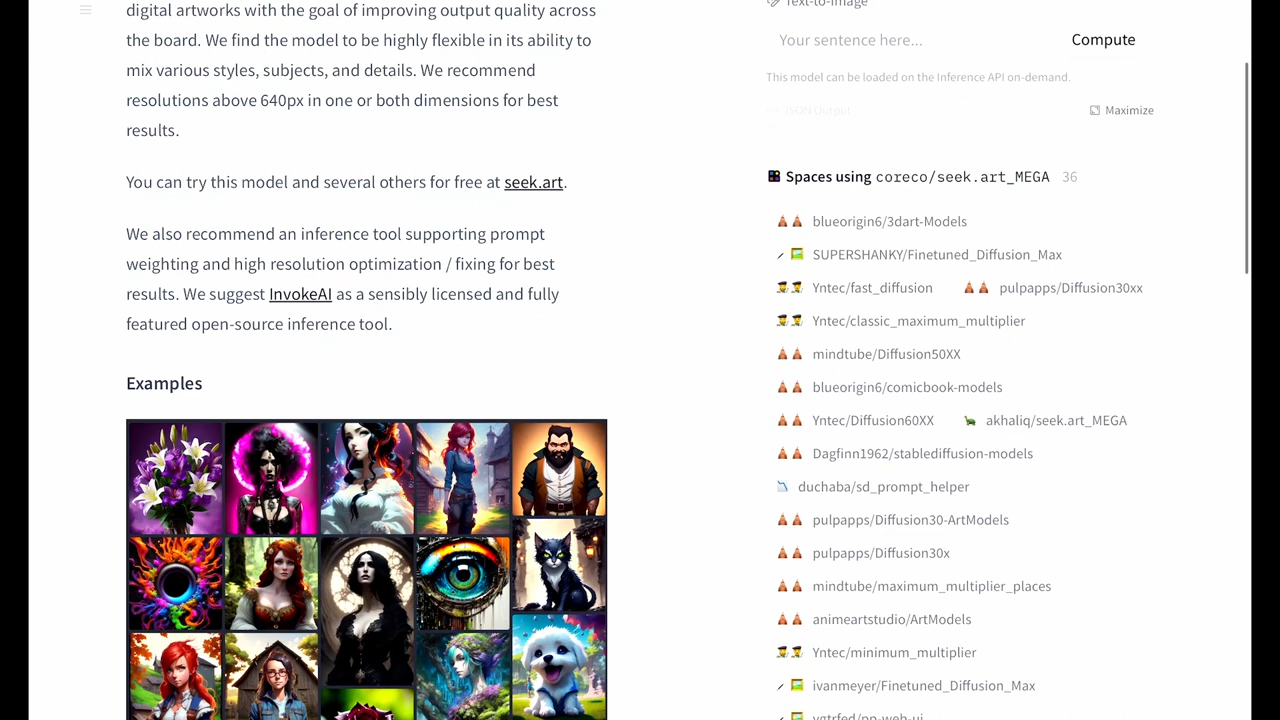 digital artworks with the goal of improving output quality across
the board. We find the model to be highly flexible in its ability to
mix various styles, subjects, and details. We recommend
resolutions above 640px in one or both dimensions for best
results.
You can try this model and several others for free at seek.art.
We also recommend an inference tool supporting prompt
weighting and high resolution optimization / fixing for best
results. We suggest InvokeAI as a sensibly licensed and fully
featured open-source inference tool.
Examples
Text-to-Image
Your sentence here...
Compute
This model can be loaded on the Inference API on-demand.
JSON Output
Maximize
Spaces using coreco/seek.art_MEGA 36
blueorigin6/3dart-Models
SUPERSHANKY/Finetuned_Diffusion_Max
Yntec/fast_diffusion pulpapps/Diffusion30xx
Yntec/classic_maximum_multiplier
mindtube/Diffusion50XX
blueorigin6/comicbook-models
Yntec/Diffusion60XX akhaliq/seek.art_MEGA
Dagfinn1962/stablediffusion-models
duchaba/sd_prompt_helper
pulpapps/Diffusion30-ArtModels
pulpapps/Diffusion30x
mindtube/maximum_multiplier_places
animeartstudio/ArtModels
Yntec/minimum_multiplier
ivanmeyer/Finetuned_Diffusion_Max
vgtrfed/pp-web-ui